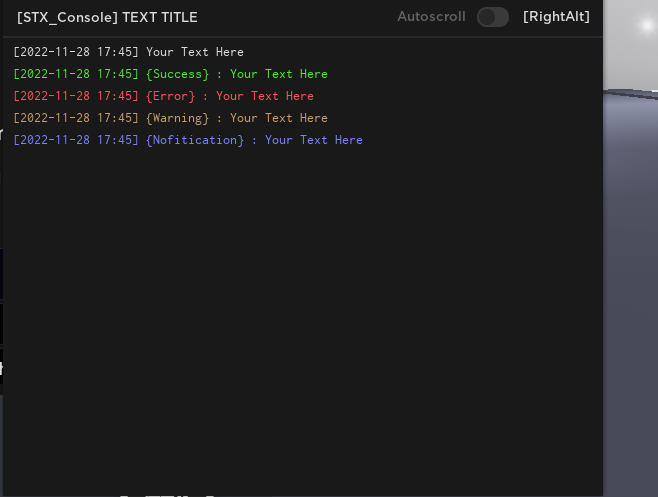 [STX_Console] TEXT TITLE
Autoscroll
[RightAlt]
[2022-11-28 17:45] Your Text Here
[2022-11-28 17:45] {Success} : Your Text Here
[2022-11-28 17:45] {Error} : Your Text Here
[2022-11-28 17:45] {Warning} : Your Text Here
[2022-11-28 17:45] {Nofitication} : Your Text Here